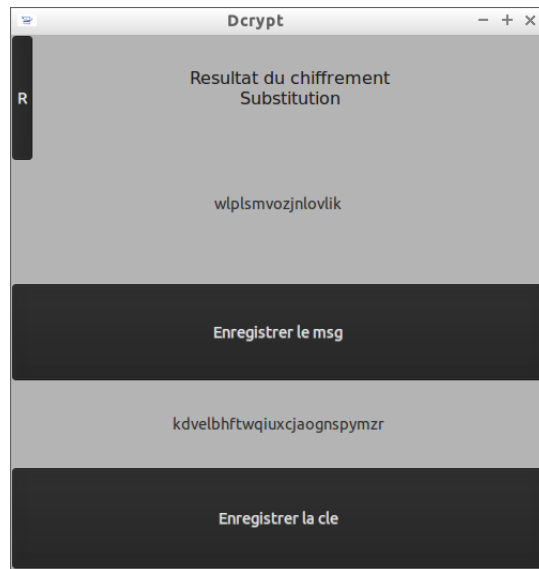 Dcrypt
R
Resultat du chiffrement
Substitution
wlplsmvozjnlovlik
Enregistrer le msg
kdvelbhftwqiuxcjaognspymzr
Enregistrer la cle